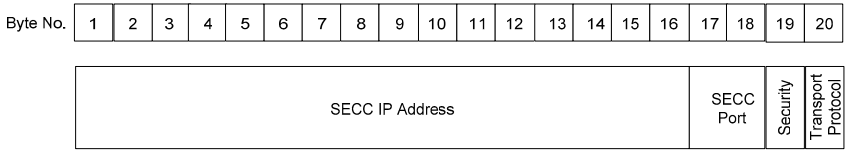 Byte No. 1 2 3 4 5 6 7 8 9 10 11 12 13 14 15 16 17 18 19 20
SECC IP Address
SECC
Port
Security
Transport
Protocol